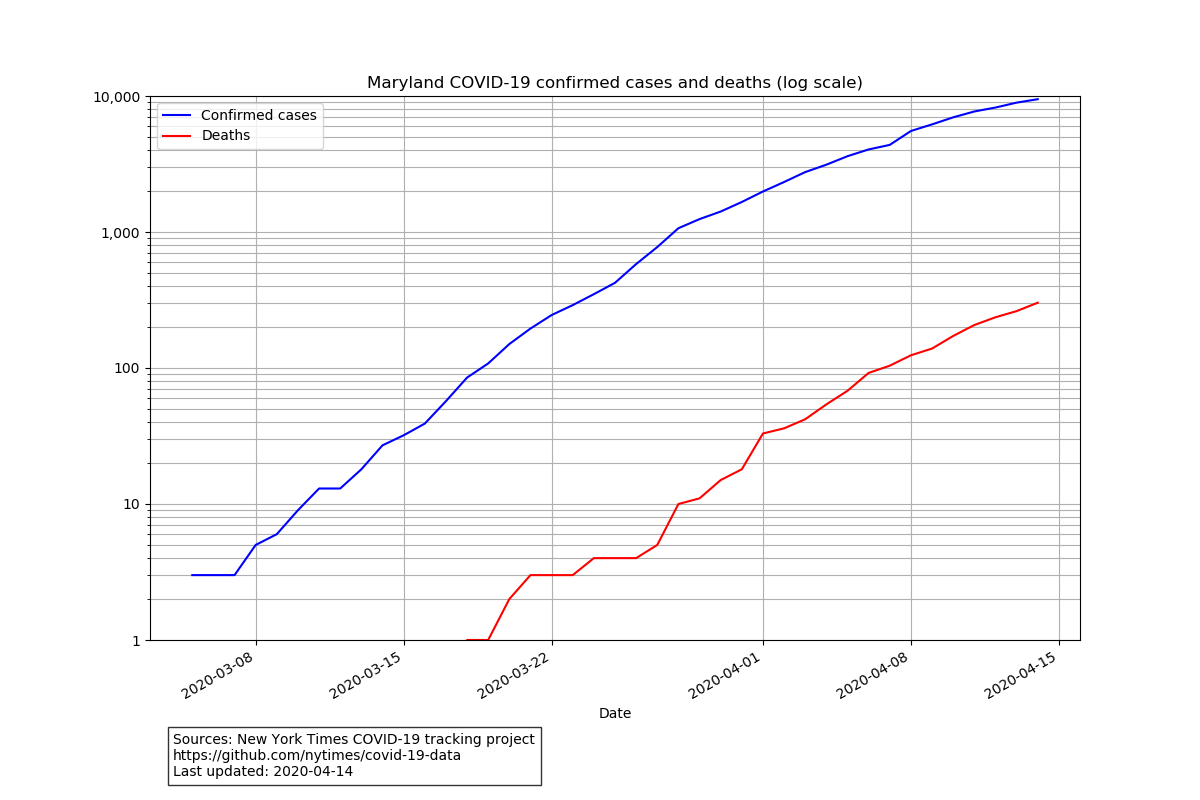 Maryland COVID-19 confirmed cases and deaths (log scale)
10,000
Confirmed cases
Deaths
1,000
100
10
1
2020-03-08
2020-03-15
2020-03-22
2020-04-01
2020-04-08
2020-04-15
Date
Sources: New York Times COVID-19 tracking project
https://github.com/nytimes/covid-19-data
Last updated: 2020-04-14